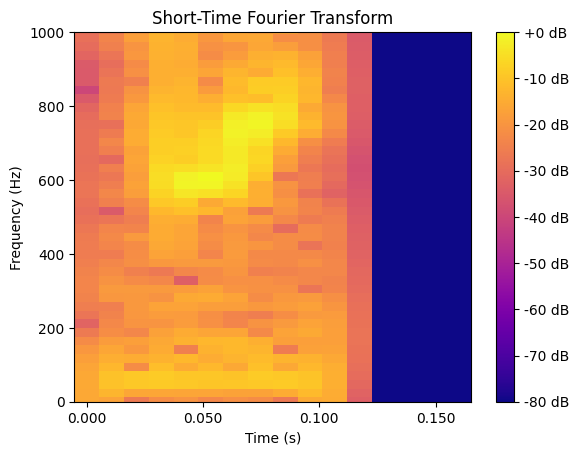 Short-Time Fourier Transform
1000
800
600
400
200
0
Frequency (Hz)
0.000
0.050
0.100
0.150
Time (s)
+0 dB
-10 dB
-20 dB
-30 dB
-40 dB
-50 dB
-60 dB
-70 dB
-80 dB